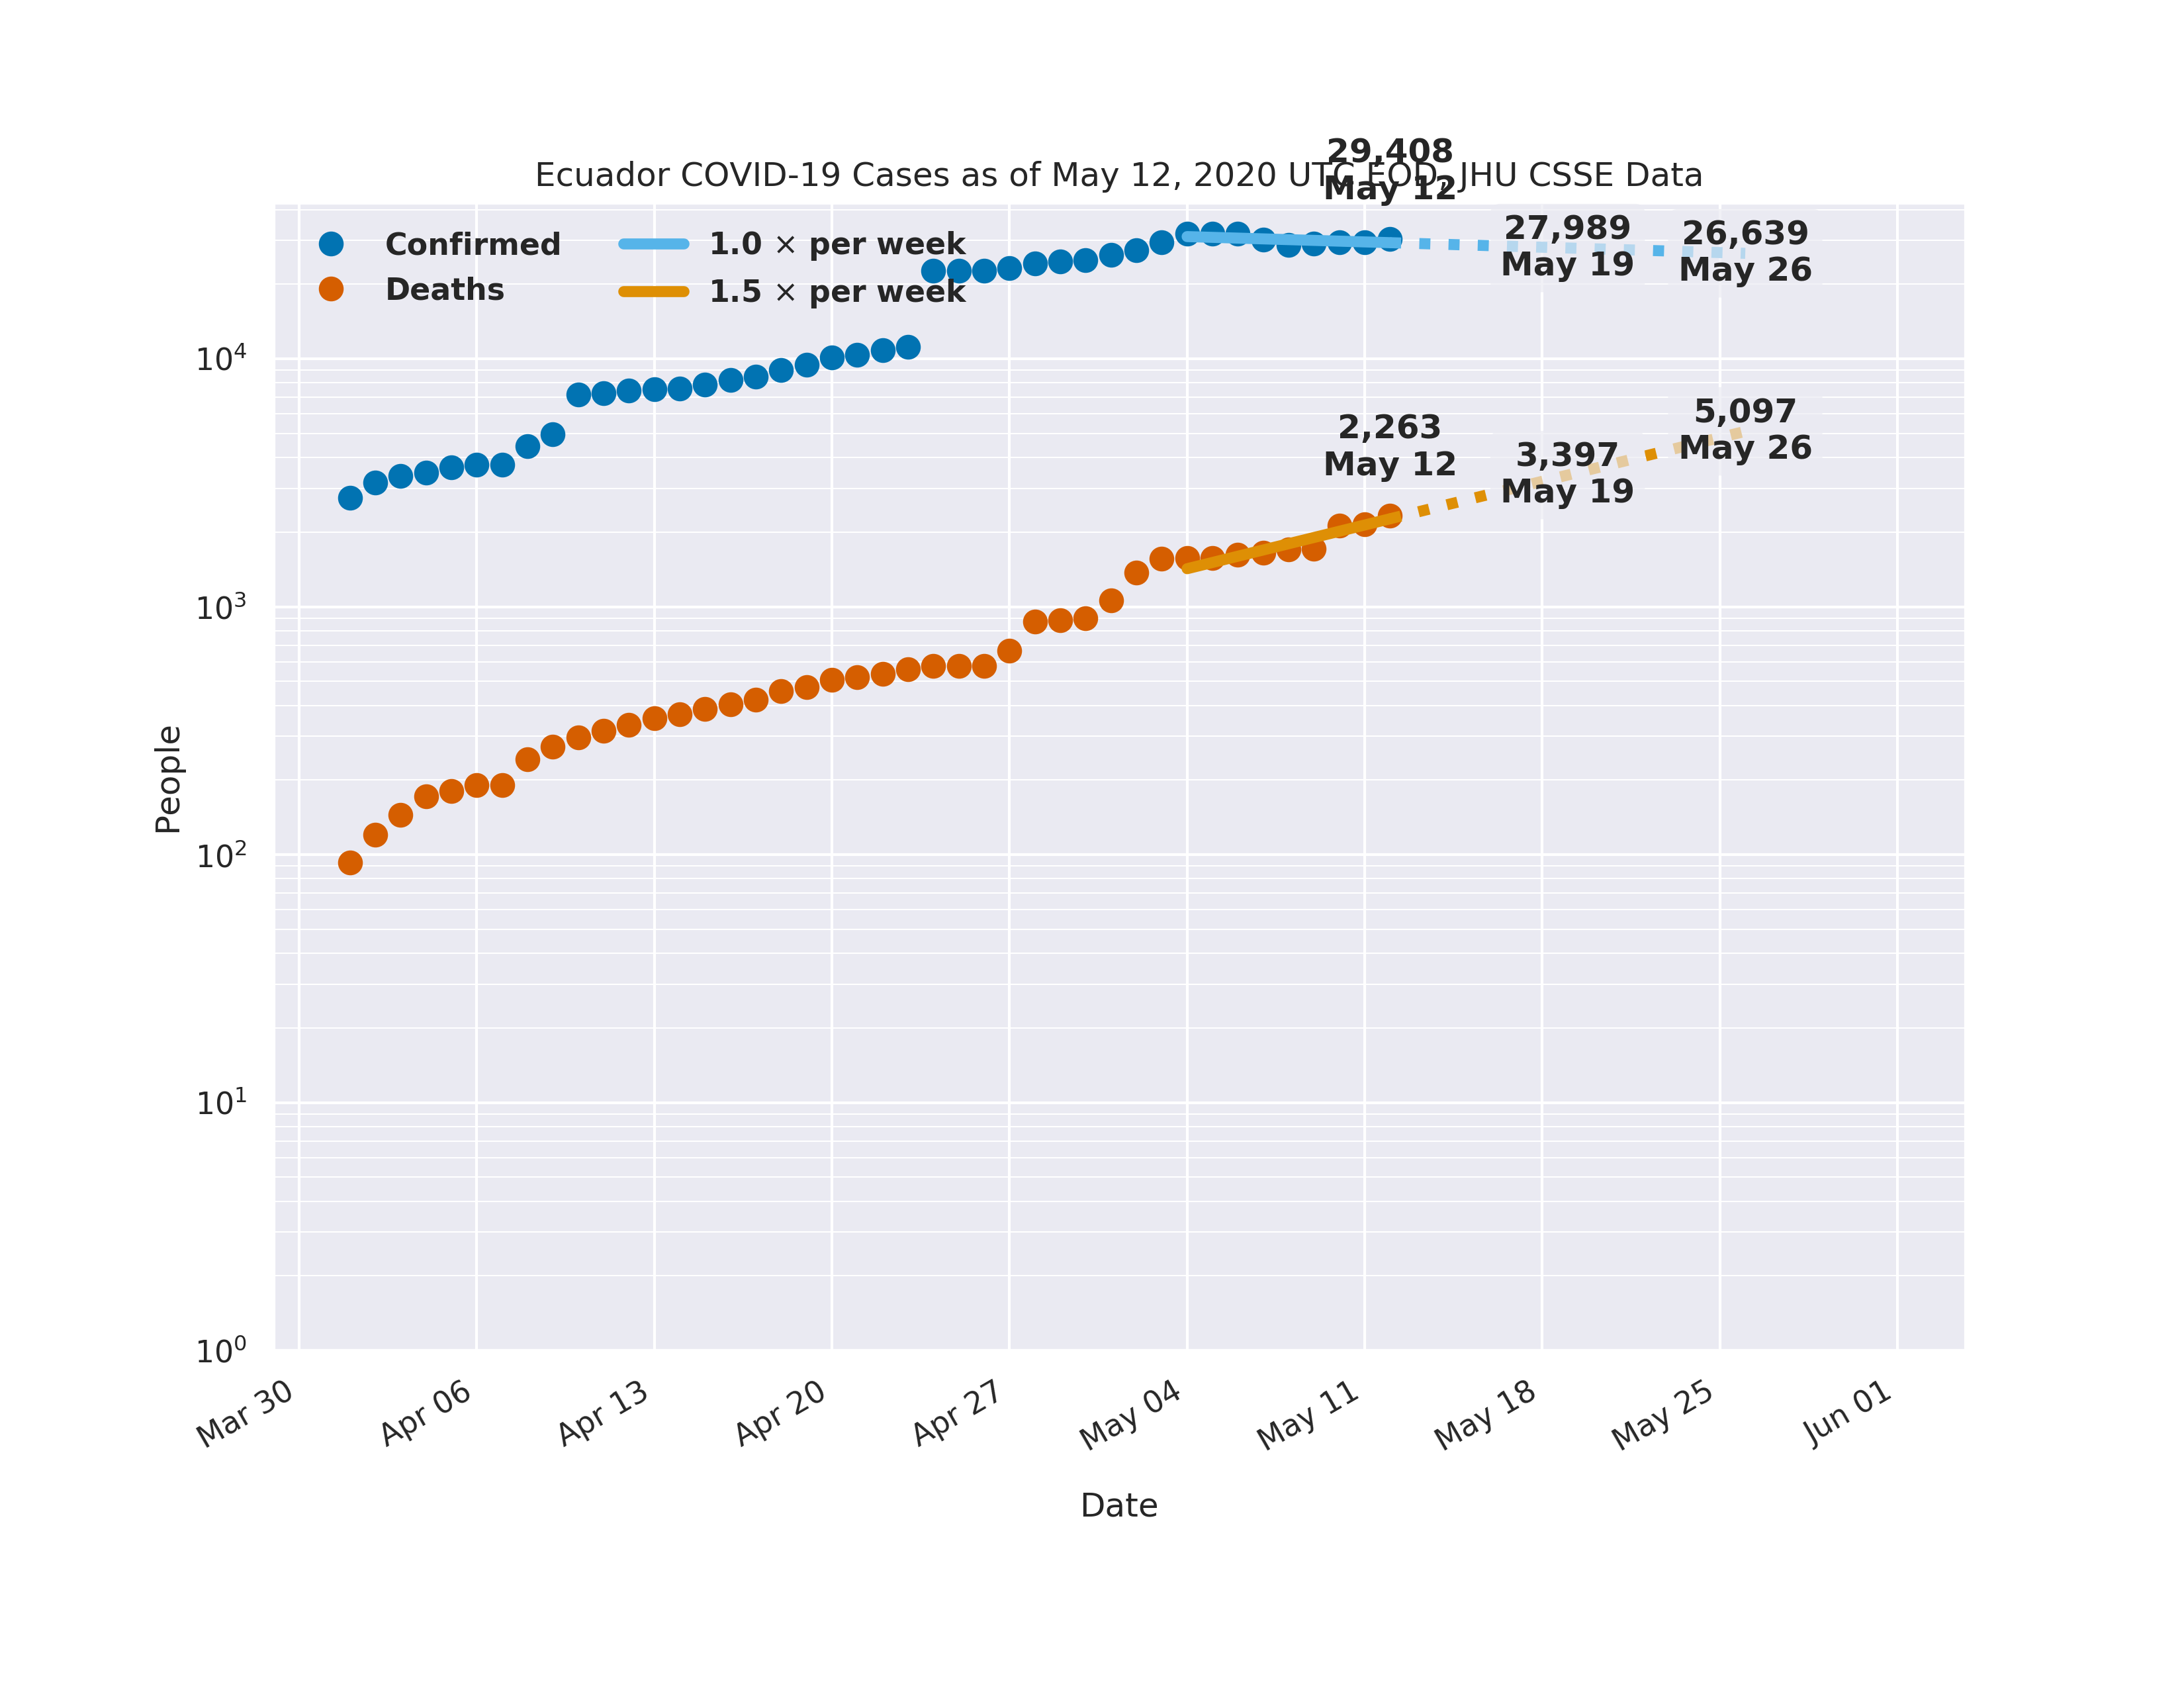 29,408
May 12
Ecuador COVID-19 Cases as of May 12, 2020 UTC EOD, JHU CSSE Data
Confirmed
Deaths
1.0 × per week
1.5 × per week
27,989
May 19
26,639
May 26
2,263
May 12
3,397
May 19
5,097
May 26
People
10⁴
10³
10²
10¹
10⁰
Mar 30
Apr 06
Apr 13
Apr 20
Apr 27
May 04
May 11
May 18
May 25
Jun 01
Date